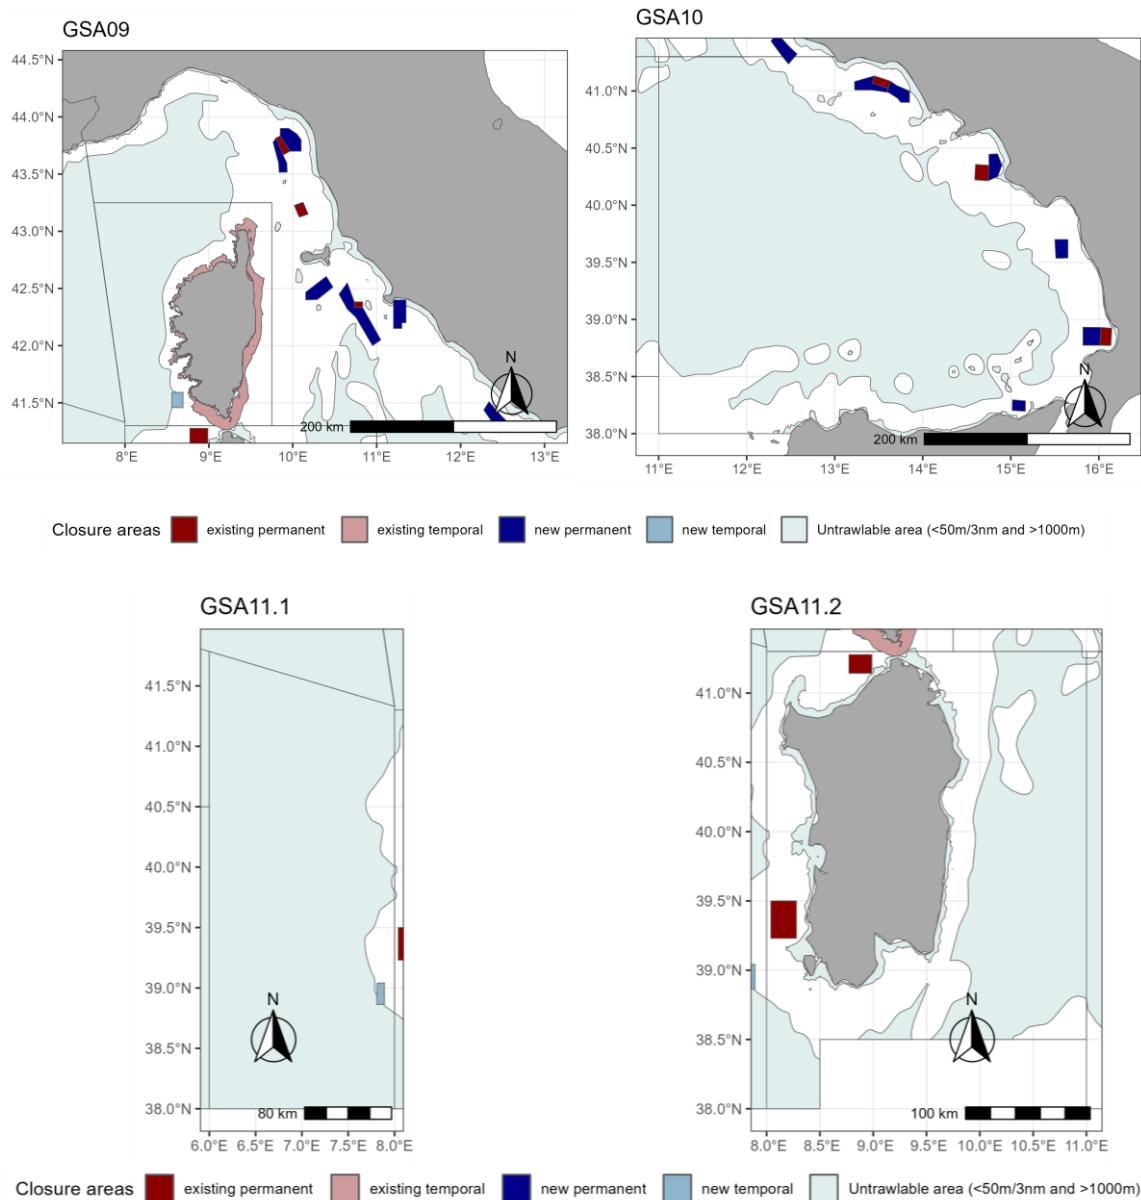 GSA09
GSA10
44.5°N
44.0°N
43.5°N
43.0°N
42.5°N
42.0°N
41.5°N
N
200 km
8°E 9°E 10°E 11°E 12°E 13°E
41.0°N
40.5°N
40.0°N
39.5°N
39.0°N
38.5°N
38.0°N
N
200 km
11°E 12°E 13°E 14°E 15°E 16°E
Closure areas existing permanent existing temporal new permanent new temporal Untrawlable area (<50m/3nm and >1000m)
GSA11.1
GSA11.2
41.5°N
41.0°N
40.5°N
40.0°N
39.5°N
39.0°N
38.5°N
38.0°N
N
80 km
6.0°E 6.5°E 7.0°E 7.5°E 8.0°E
41.0°N
40.5°N
40.0°N
39.5°N
39.0°N
38.5°N
38.0°N
N
100 km
8.0°E 8.5°E 9.0°E 9.5°E 10.0°E 10.5°E 11.0°E
Closure areas existing permanent existing temporal new permanent new temporal Untrawlable area (<50m/3nm and >1000m)